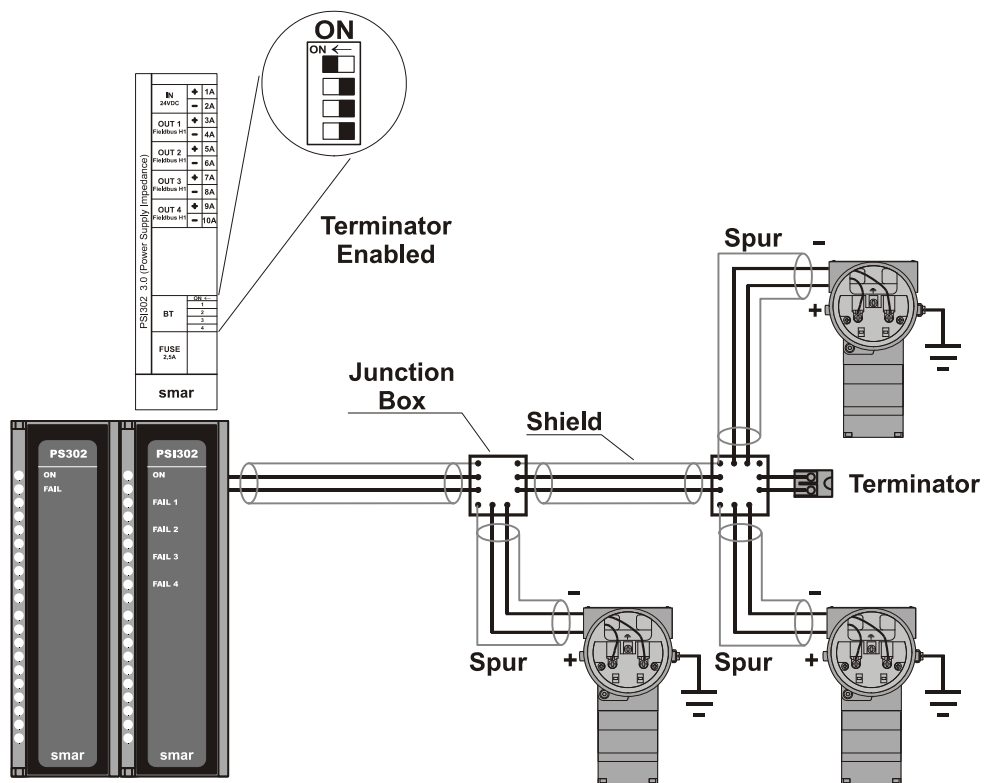 ON
ON ←
PSI302 3.0 (Power Supply Impedance)
IN
24VDC
+ 1A
− 2A
OUT 1
Fieldbus H1
+ 3A
− 4A
OUT 2
Fieldbus H1
+ 5A
− 6A
OUT 3
Fieldbus H1
+ 7A
− 8A
OUT 4
Fieldbus H1
+ 9A
− 10A
BT
ON ←
1
2
3
4
FUSE
2,5A
smar
Terminator
Enabled
Spur
−
+
Junction
Box
Shield
Terminator
PS302
ON
FAIL
smar
PSI302
ON
FAIL 1
FAIL 2
FAIL 3
FAIL 4
smar
Spur
−
+
Spur
−
+